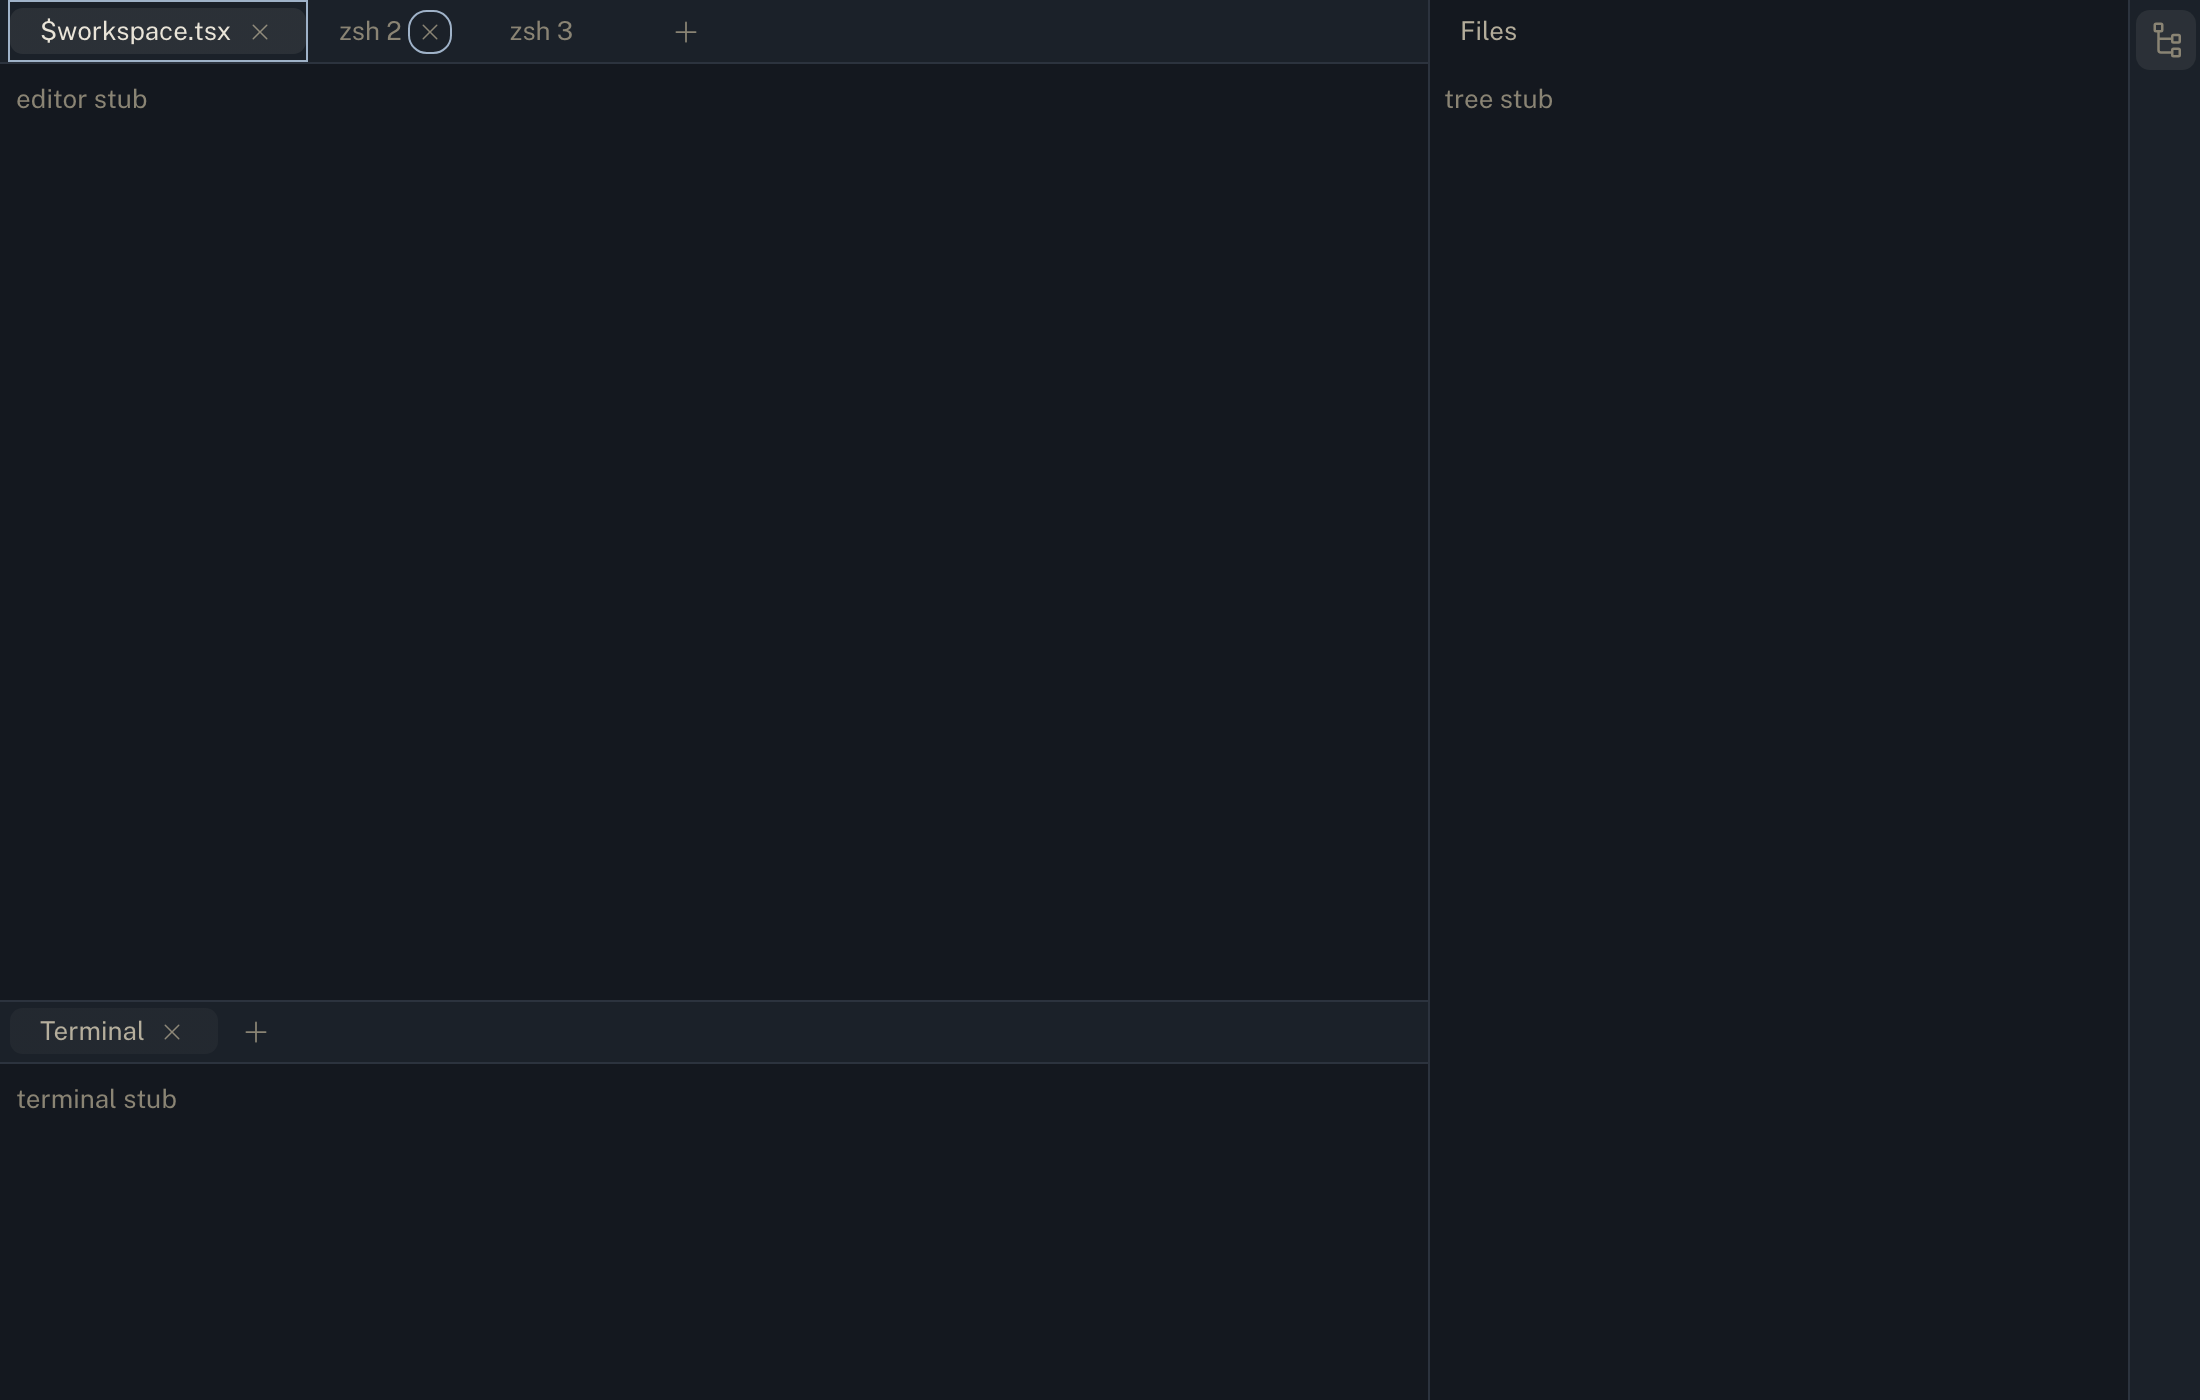 $workspace.tsx
zsh 2
zsh 3
Files
editor stub
tree stub
Terminal
terminal stub